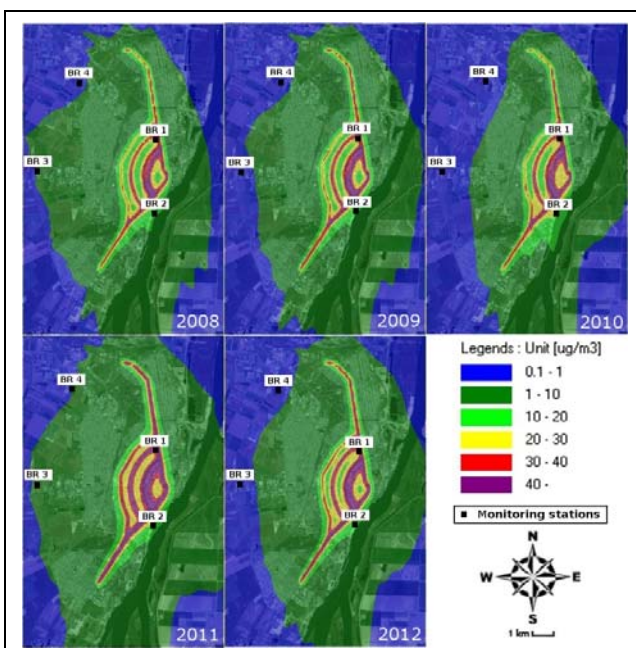 BR 4
BR 1
BR 3
BR 2
2008
BR 4
BR 1
BR 3
BR 2
2009
BR 4
BR 1
BR 3
BR 2
2010
BR 4
BR 1
BR 3
BR 2
2011
BR 4
BR 1
BR 3
BR 2
2012
Legends : Unit [ug/m3]
0.1 - 1
1 - 10
10 - 20
20 - 30
30 - 40
40 -
Monitoring stations
N
W E
S
1 km